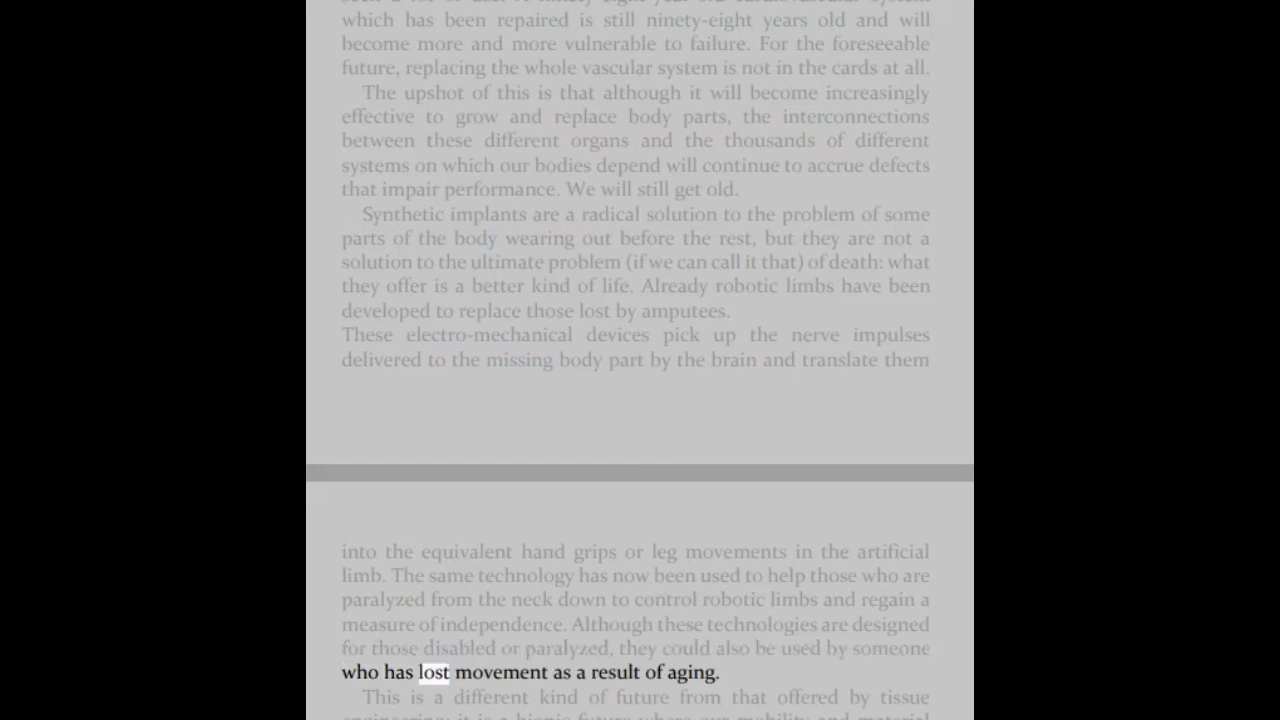 which has been repaired is still ninety-eight years old and will
become more and more vulnerable to failure. For the foreseeable
future, replacing the whole vascular system is not in the cards at all.
The upshot of this is that although it will become increasingly
effective to grow and replace body parts, the interconnections
between these different organs and the thousands of different
systems on which our bodies depend will continue to accrue defects
that impair performance. We will still get old.
Synthetic implants are a radical solution to the problem of some
parts of the body wearing out before the rest, but they are not a
solution to the ultimate problem (if we can call it that) of death: what
they offer is a better kind of life. Already robotic limbs have been
developed to replace those lost by amputees.
These electro-mechanical devices pick up the nerve impulses
delivered to the missing body part by the brain and translate them
into the equivalent hand grips or leg movements in the artificial
limb. The same technology has now been used to help those who are
paralyzed from the neck down to control robotic limbs and regain a
measure of independence. Although these technologies are designed
for those disabled or paralyzed, they could also be used by someone
who has lost movement as a result of aging.
This is a different kind of future from that offered by tissue